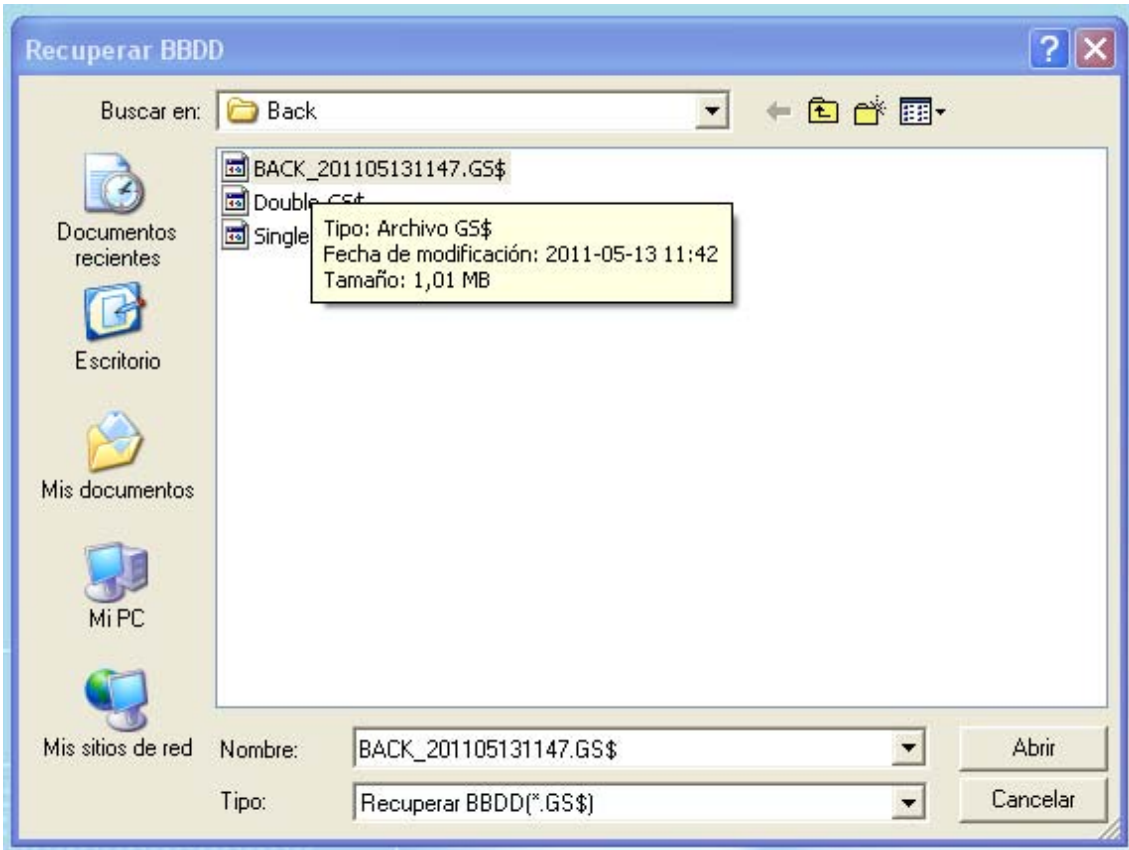 Recuperar BBDD
Buscar en: Back
BACK_201105131147.GS$
Double
Single
Tipo: Archivo GS$
Fecha de modificación: 2011-05-13 11:42
Tamaño: 1,01 MB
Documentos
recientes
Escritorio
Mis documentos
Mi PC
Mis sitios de red
Nombre: BACK_201105131147.GS$
Abrir
Tipo: Recuperar BBDD(*.GS$)
Cancelar